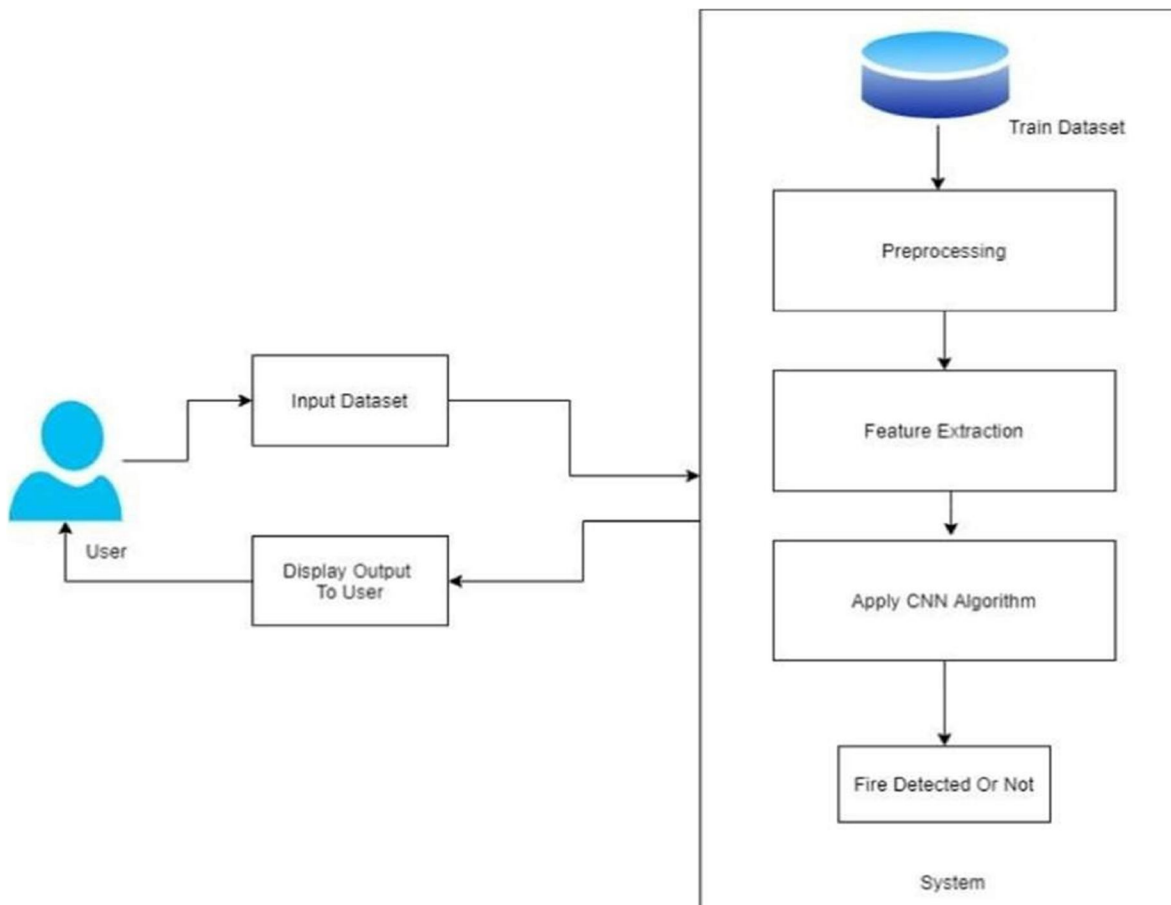 Train Dataset
Preprocessing
Input Dataset
Feature Extraction
User
Display Output
To User
Apply CNN Algorithm
Fire Detected Or Not
System